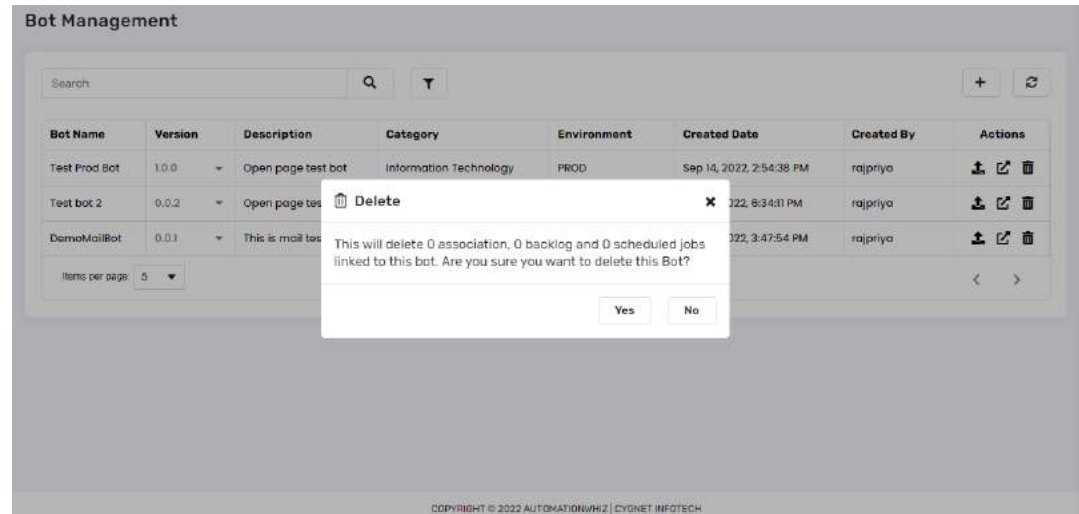 Bot Management
Search
Bot Name Version Description Category Environment Created Date Created By Actions
Test Prod Bot 1.0.0 Open page test bot Information Technology PROD Sep 14, 2022, 2:54:38 PM rajpriya
Test bot 2 0.0.2 Open page tes 022, 6:34:11 PM rajpriya
DemoMailBot 0.0.1 This is mail tes 022, 3:47:54 PM rajpriya
Items per page: 5
Delete
This will delete 0 association, 0 backlog and 0 scheduled jobs
linked to this bot. Are you sure you want to delete this Bot?
Yes No
COPYRIGHT © 2022 AUTOMATIONWHIZ | CYGNET INFOTECH